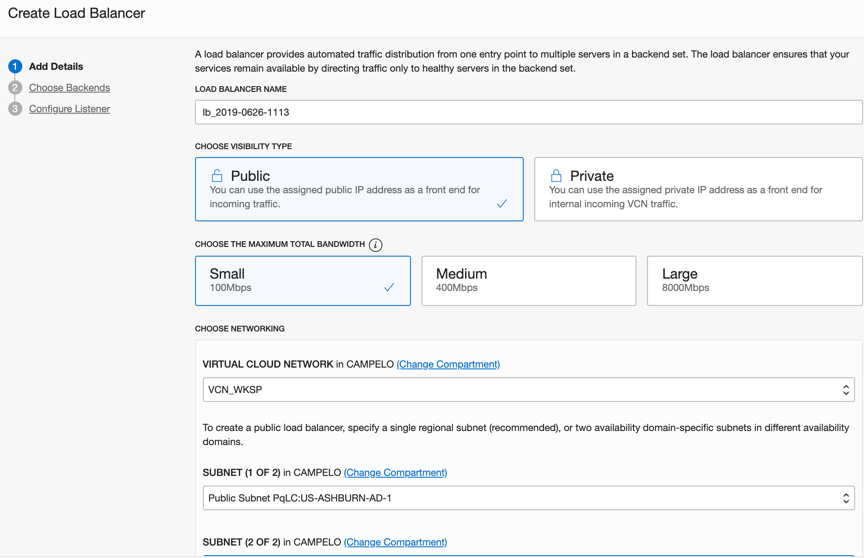 Create Load Balancer
1 Add Details
2 Choose Backends
3 Configure Listener
A load balancer provides automated traffic distribution from one entry point to multiple servers in a backend set. The load balancer ensures that your
services remain available by directing traffic only to healthy servers in the backend set.
LOAD BALANCER NAME
lb_2019-0626-1113
CHOOSE VISIBILITY TYPE
Public
You can use the assigned public IP address as a front end for
incoming traffic.
Private
You can use the assigned private IP address as a front end for
internal incoming VCN traffic.
CHOOSE THE MAXIMUM TOTAL BANDWIDTH i
Small
100Mbps
Medium
400Mbps
Large
8000Mbps
CHOOSE NETWORKING
VIRTUAL CLOUD NETWORK in CAMPELO (Change Compartment)
VCN_WKSP
To create a public load balancer, specify a single regional subnet (recommended), or two availability domain-specific subnets in different availability
domains.
SUBNET (1 OF 2) in CAMPELO (Change Compartment)
Public Subnet PqLC:US-ASHBURN-AD-1
SUBNET (2 OF 2) in CAMPELO (Change Compartment)